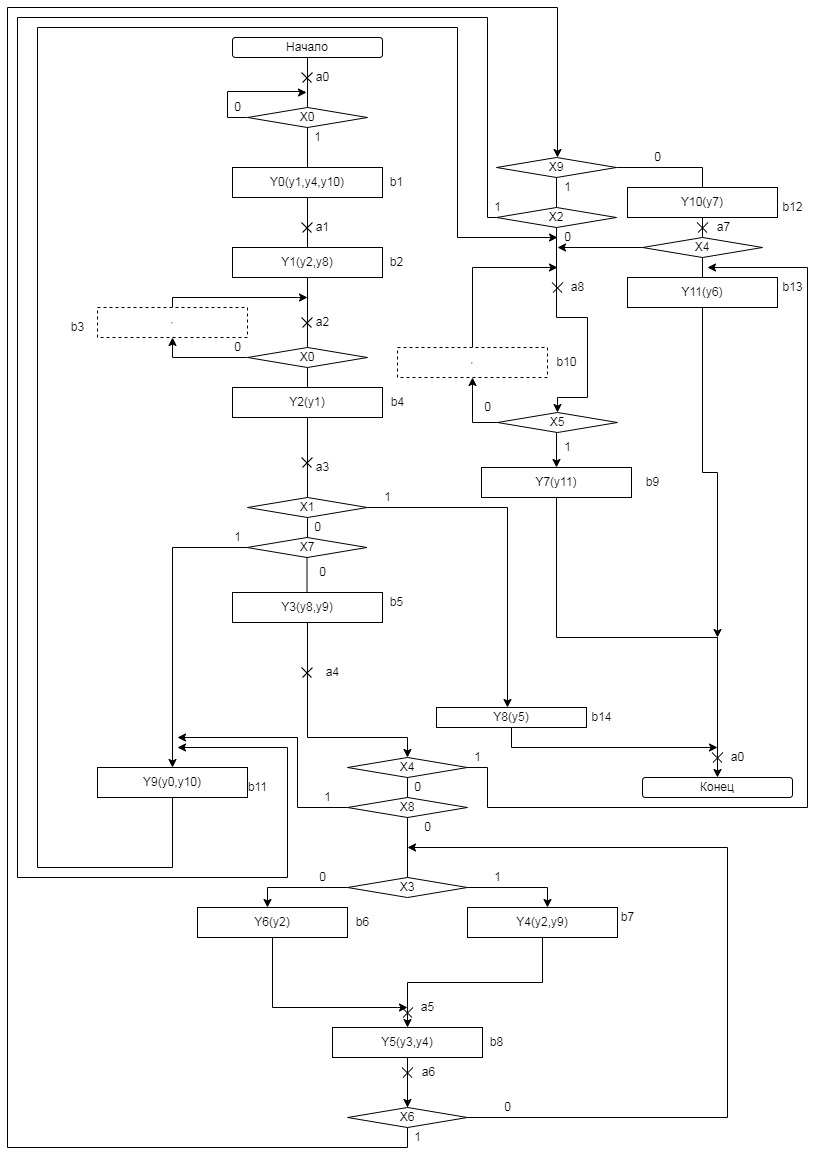 Начало
a0
0
X0
1
Y0(y1,y4,y10)
b1
a1
Y1(y2,y8)
b2
b3
a2
0
X0
Y2(y1)
b4
a3
X1
1
0
1
X7
0
Y3(y8,y9)
b5
a4
X9
0
1
Y10(y7)
b12
1
X2
0
a7
X4
a8
Y11(y6)
b13
b10
0
X5
1
Y7(y11)
b9
Y8(y5)
b14
a0
Конец
Y9(y0,y10)
b11
X4
1
0
1
X8
0
0
X3
1
Y6(y2)
b6
Y4(y2,y9)
b7
a5
Y5(y3,y4)
b8
a6
X6
0
1